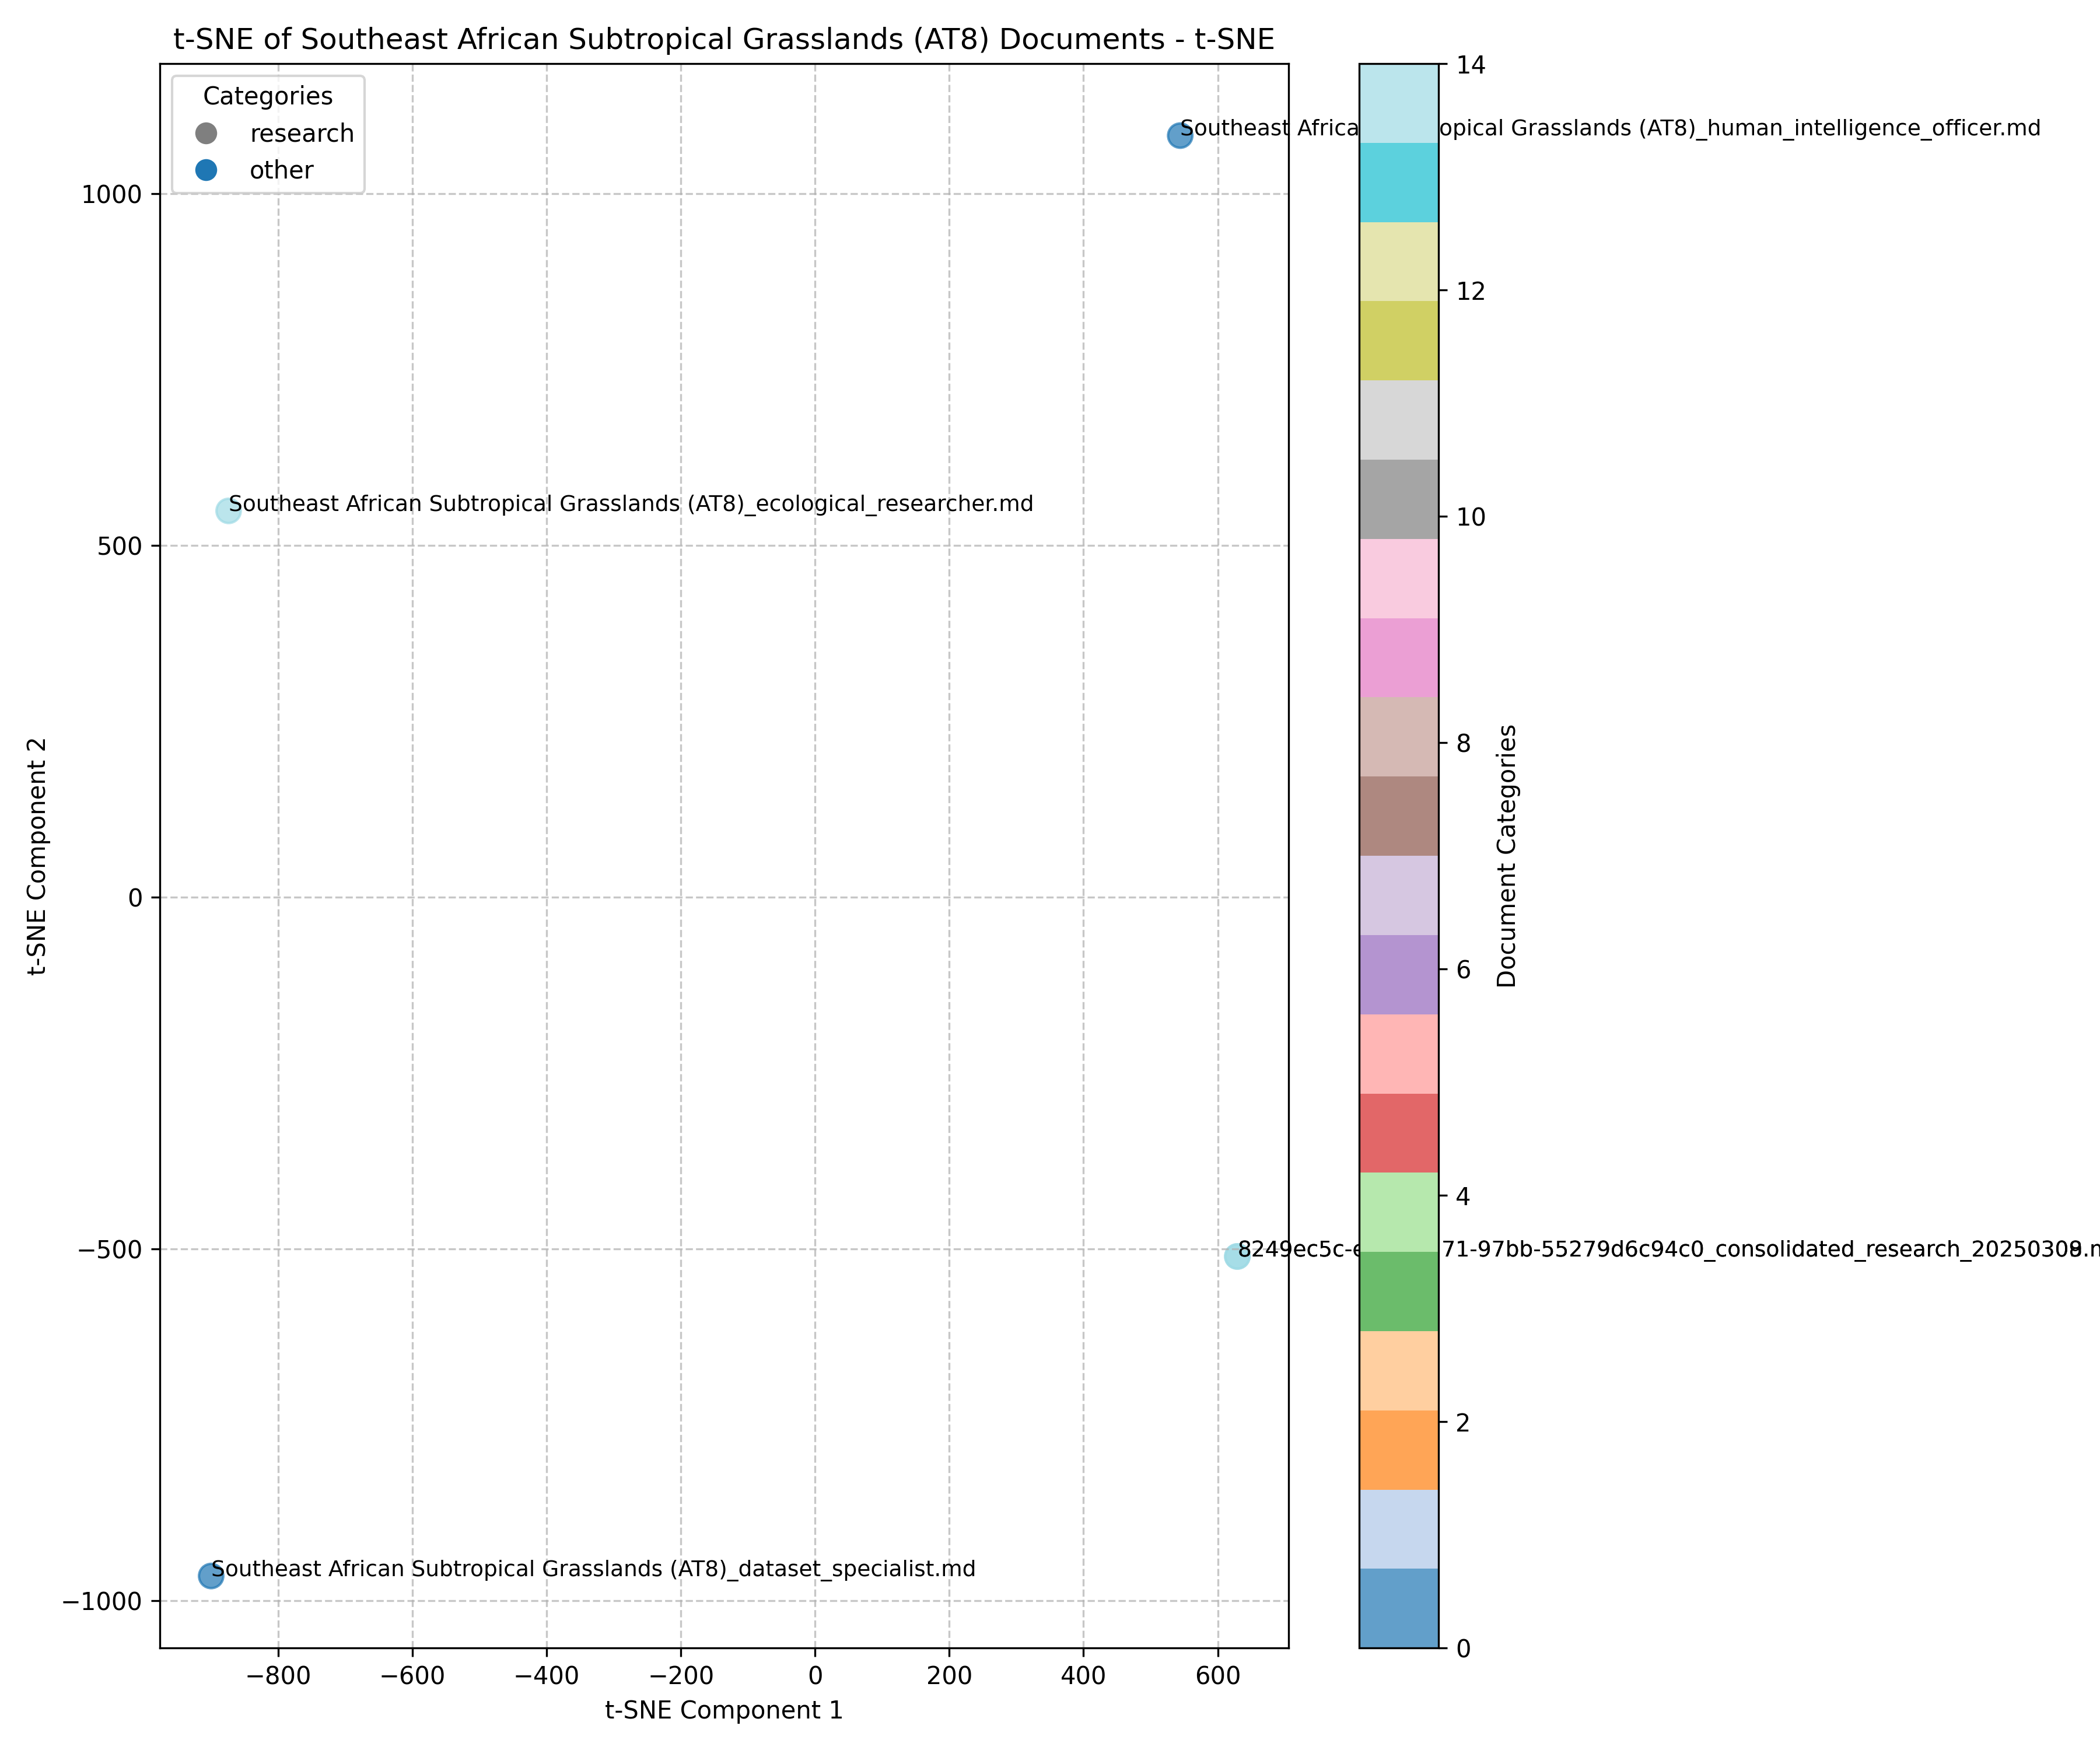 t-SNE of Southeast African Subtropical Grasslands (AT8) Documents - t-SNE
Categories
research
other
Southeast Africa opical Grasslands (AT8)_human_intelligence_officer.md
Southeast African Subtropical Grasslands (AT8)_ecological_researcher.md
8249ec5c- 71-97bb-55279d6c94c0_consolidated_research_20250309.
Southeast African Subtropical Grasslands (AT8)_dataset_specialist.md
1000
500
0
−500
−1000
t-SNE Component 2
−800
−600
−400
−200
0
200
400
600
t-SNE Component 1
14
12
10
8
6
4
2
0
Document Categories